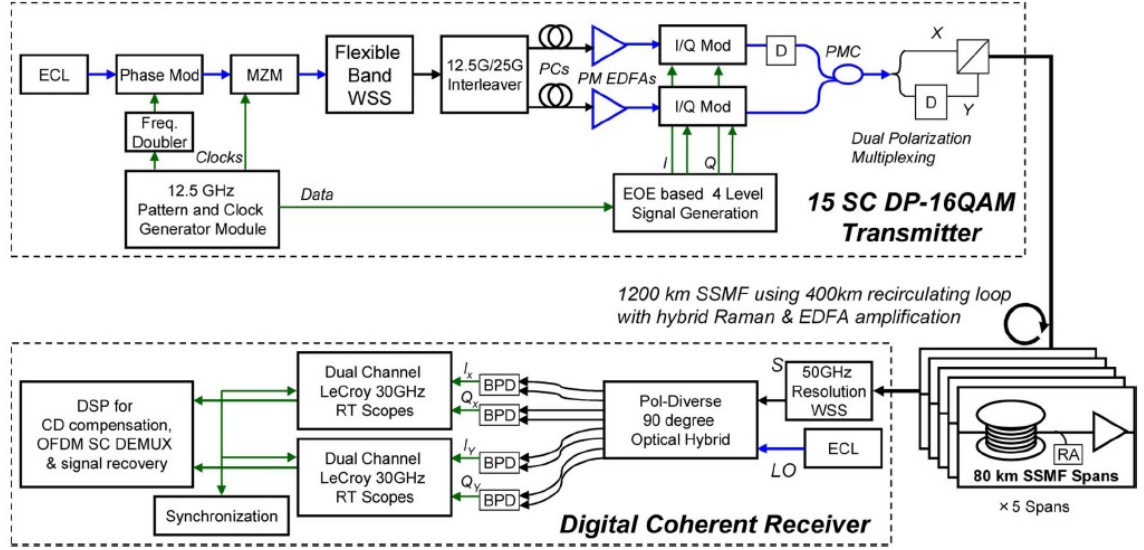 ECL
Phase Mod
MZM
Flexible
Band
WSS
12.5G/25G
Interleaver
PCs
PM EDFAs
I/Q Mod
I/Q Mod
D
PMC
X
D
Y
Dual Polarization
Multiplexing
Freq.
Doubler
Clocks
12.5 GHz
Pattern and Clock
Generator Module
Data
I
Q
EOE based 4 Level
Signal Generation
15 SC DP-16QAM
Transmitter
1200 km SSMF using 400km recirculating loop
with hybrid Raman & EDFA amplification
DSP for
CD compensation,
OFDM SC DEMUX
& signal recovery
Synchronization
Dual Channel
LeCroy 30GHz
RT Scopes
Dual Channel
LeCroy 30GHz
RT Scopes
Ix
BPD
Qx
BPD
IY
BPD
QY
BPD
Pol-Diverse
90 degree
Optical Hybrid
S
50GHz
Resolution
WSS
LO
ECL
RA
80 km SSMF Spans
×5 Spans
Digital Coherent Receiver